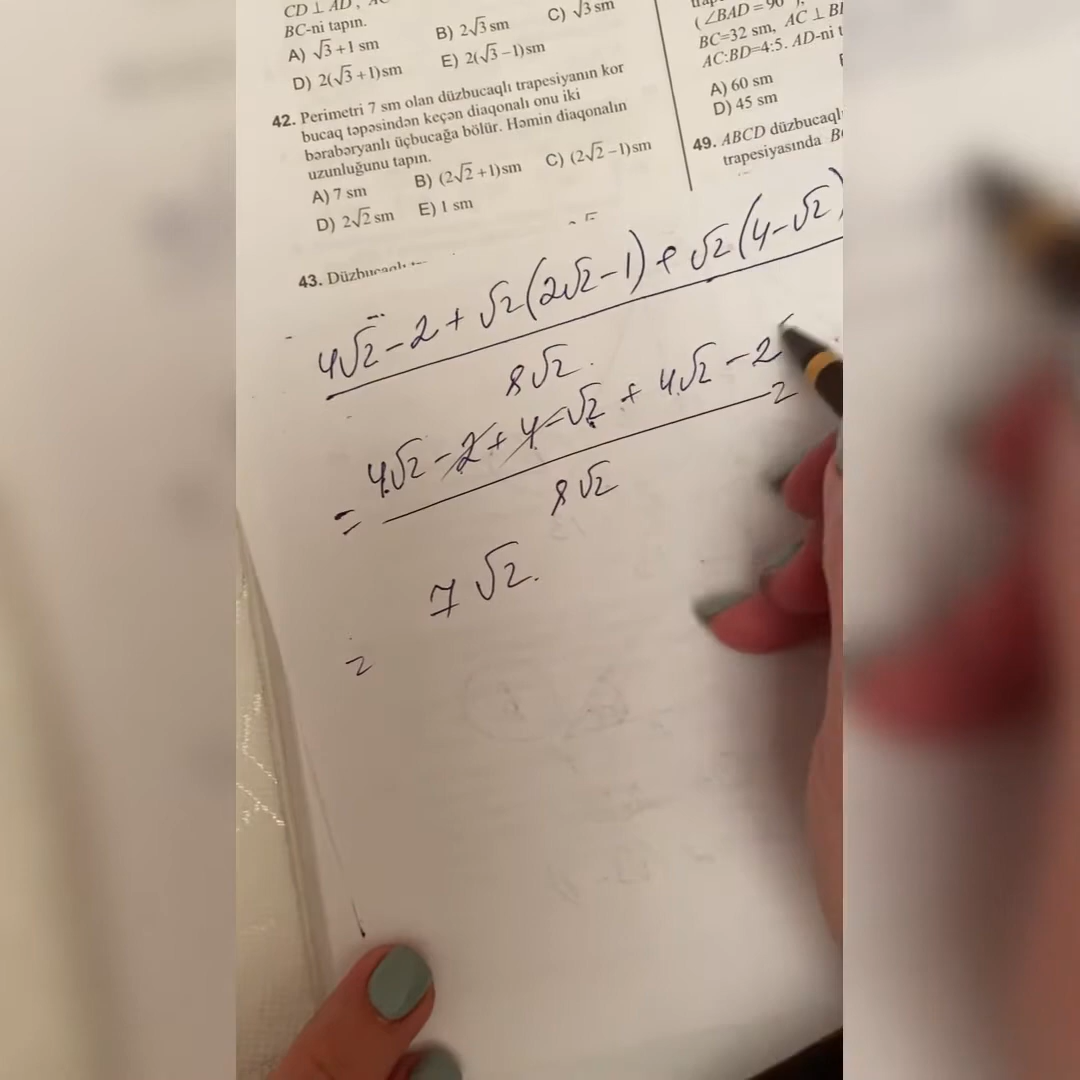 CD ⊥ AD, AC
BC-ni tapın.
A) √3+1 sm B) 2√3 sm C) √3 sm
D) 2(√3+1)sm E) 2(√3−1)sm
42. Perimetri 7 sm olan düzbucaqlı trapesiyanın kor
bucaq təpəsindən keçən diaqonalı onu iki
bərabəryanlı üçbucağa bölür. Həmin diaqonalın
uzunluğunu tapın.
A) 7 sm B) (2√2+1)sm C) (2√2−1)sm
D) 2√2 sm E) 1 sm
43. Düzbucaqlı
(∠BAD=90°),
BC=32 sm, AC ⊥
AC:BD=4:5. AD-ni
A) 60 sm
D) 45 sm
49. ABCD düzbucaqlı
trapesiyasında
4√2−2+√2(2√2−1)+√2(4−√2)
8√2
=4√2−2+4−√2+4√2−2
8√2
7√2.
=